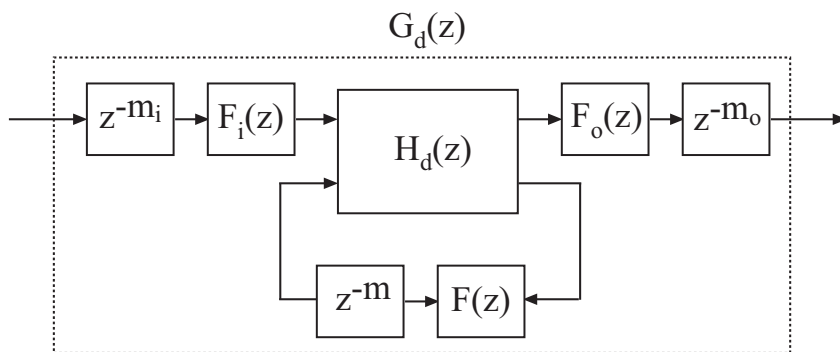 G_d(z)
z^-m_i
F_i(z)
H_d(z)
F_o(z)
z^-m_o
z^-m
F(z)